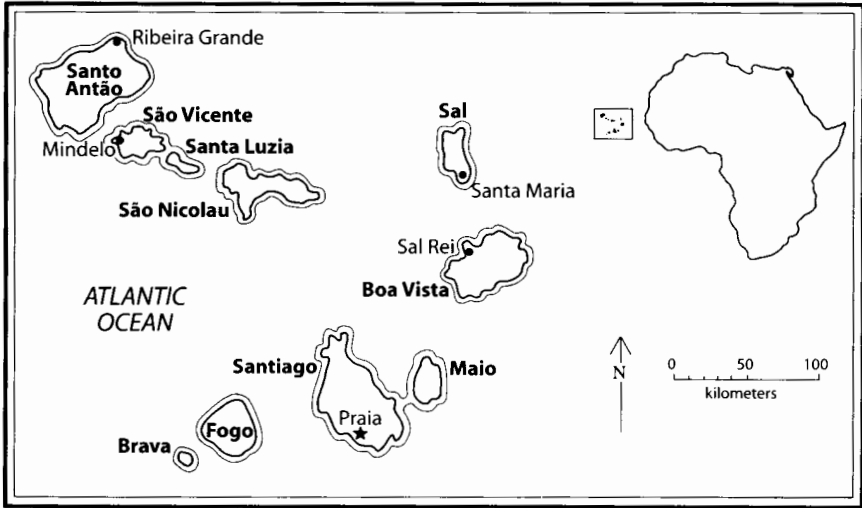 Ribeira Grande
Santo
Antão
São Vicente
Mindelo
Santa Luzia
São Nicolau
Sal
Santa Maria
Sal Rei
Boa Vista
ATLANTIC
OCEAN
Santiago
Maio
Praia
Fogo
Brava
N
0 50 100
kilometers